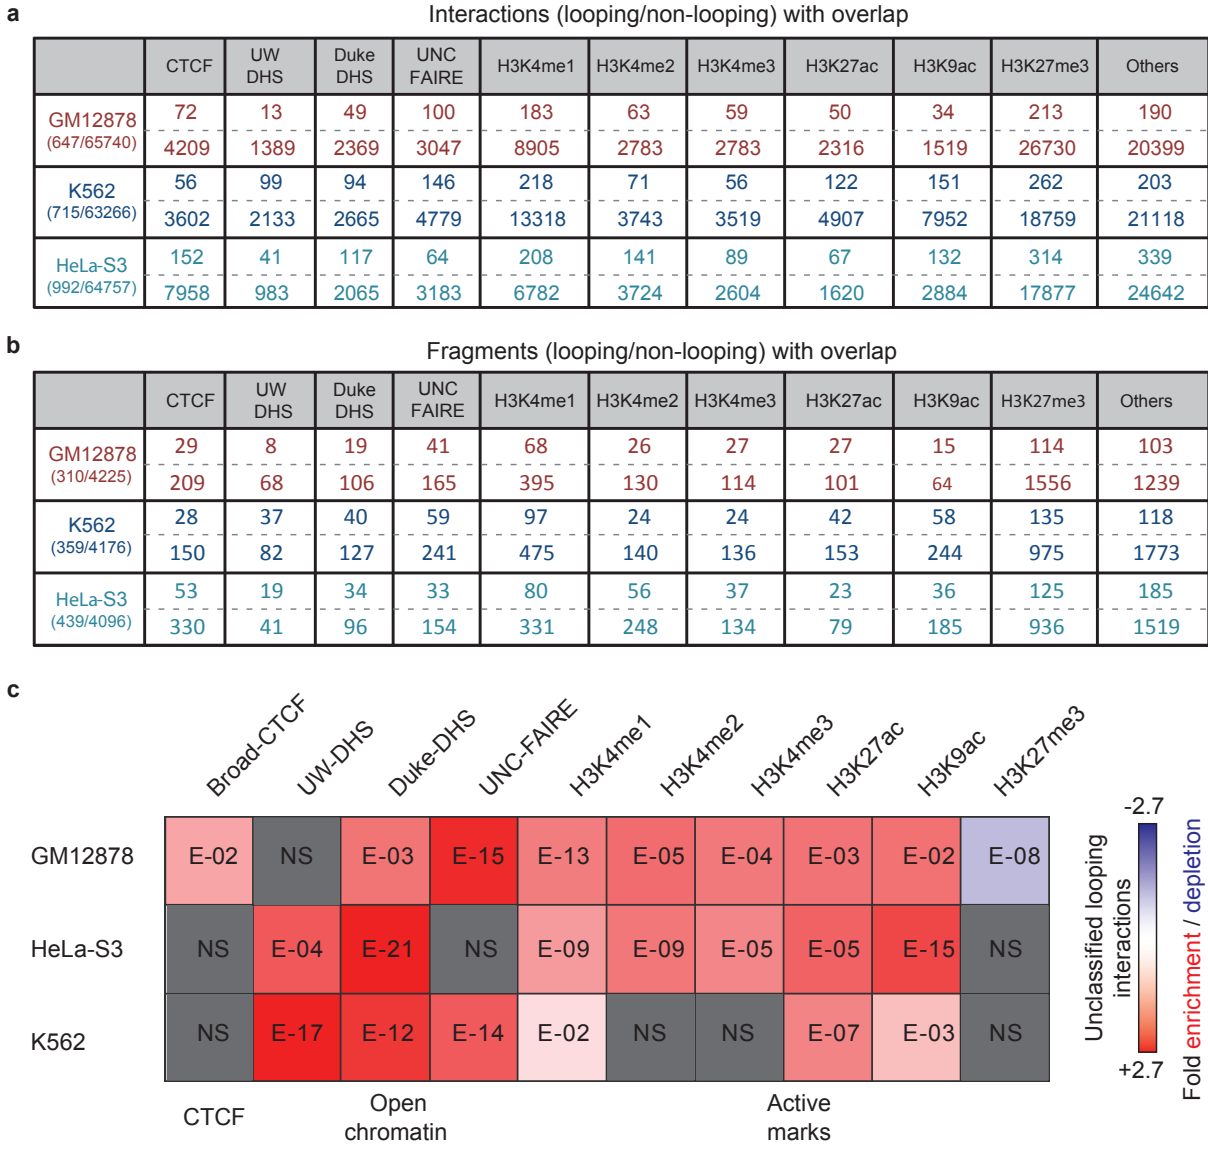 a
Interactions (looping/non-looping) with overlap
CTCF UW DHS Duke DHS UNC FAIRE H3K4me1 H3K4me2 H3K4me3 H3K27ac H3K9ac H3K27me3 Others
GM12878 (647/65740)
72 13 49 100 183 63 59 50 34 213 190
4209 1389 2369 3047 8905 2783 2783 2316 1519 26730 20399
K562 (715/63266)
56 99 94 146 218 71 56 122 151 262 203
3602 2133 2665 4779 13318 3743 3519 4907 7952 18759 21118
HeLa-S3 (992/64757)
152 41 117 64 208 141 89 67 132 314 339
7958 983 2065 3183 6782 3724 2604 1620 2884 17877 24642
b
Fragments (looping/non-looping) with overlap
CTCF UW DHS Duke DHS UNC FAIRE H3K4me1 H3K4me2 H3K4me3 H3K27ac H3K9ac H3K27me3 Others
GM12878 (310/4225)
29 8 19 41 68 26 27 27 15 114 103
209 68 106 165 395 130 114 101 64 1556 1239
K562 (359/4176)
28 37 40 59 97 24 24 42 58 135 118
150 82 127 241 475 140 136 153 244 975 1773
HeLa-S3 (439/4096)
53 19 34 33 80 56 37 23 36 125 185
330 41 96 154 331 248 134 79 185 936 1519
c
Broad-CTCF UW-DHS Duke-DHS UNC-FAIRE H3K4me1 H3K4me2 H3K4me3 H3K27ac H3K9ac H3K27me3
GM12878 E-02 NS E-03 E-15 E-13 E-05 E-04 E-03 E-02 E-08
HeLa-S3 NS E-04 E-21 NS E-09 E-09 E-05 E-05 E-15 NS
K562 NS E-17 E-12 E-14 E-02 NS NS E-07 E-03 NS
CTCF
Open
chromatin
Active
marks
Unclassified looping
interactions
-2.7
+2.7
Fold enrichment / depletion